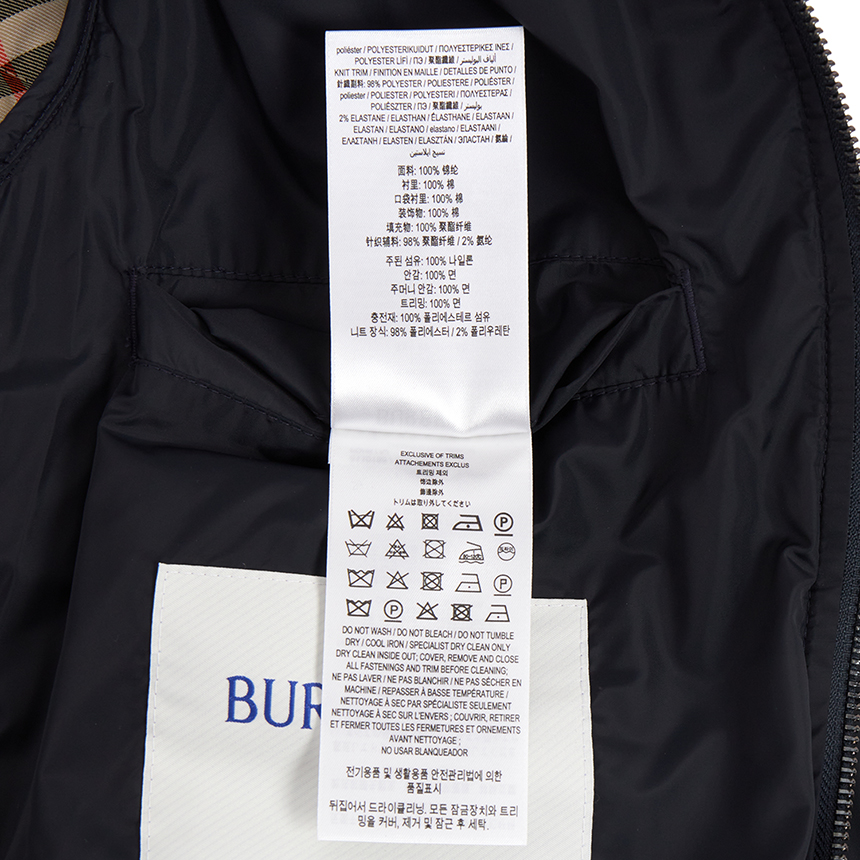 poliéster / POLYESTERIKUIDUT / ΠΟΛΥΕΣΤΕΡΙΚΕΣ ΙΝΕΣ /
POLYESTER LİFİ / ПЭ / 聚酯纖維 / ألياف البوليستر
KNIT TRIM / FINITION EN MAILLE / DETALLES DE PUNTO /
針織副料: 98% POLYESTER / POLIESTERE / POLIÉSTER /
poliéster / POLIESTER / POLYESTERI / ΠΟΛΥΕΣΤΕΡΑΣ /
POLIÉSZTER / ПЭ / 聚酯纖維 / بوليستر
2% ELASTANE / ELASTHAN / ÉLASTHANE / ELASTAAN /
ELASTAN / ELASTANO / elastano / ELASTAANI /
ΕΛΑΣΤΑΝΗ / ELASTEN / ELASZTÁN / ЭЛАСТАН / 氨綸 /
نسيج ايلاستين
面料: 100% 锦纶
衬里: 100% 棉
口袋衬里: 100% 棉
装饰物: 100% 棉
填充物: 100% 聚酯纤维
针织辅料: 98% 聚酯纤维 / 2% 氨纶
주된 섬유: 100% 나일론
안감: 100% 면
주머니 안감: 100% 면
트리밍: 100% 면
충전재: 100% 폴리에스테르 섬유
니트 장식: 98% 폴리에스터 / 2% 폴리우레탄
EXCLUSIVE OF TRIMS
ATTACHEMENTS EXCLUS
트리밍 제외
饰边除外
飾邊除外
トリムは取り外してください
DO NOT WASH / DO NOT BLEACH / DO NOT TUMBLE
DRY / COOL IRON / SPECIALIST DRY CLEAN ONLY
DRY CLEAN INSIDE OUT; COVER, REMOVE AND CLOSE
ALL FASTENINGS AND TRIM BEFORE CLEANING;
NE PAS LAVER / NE PAS BLANCHIR / NE PAS SÉCHER EN
MACHINE / REPASSER À BASSE TEMPÉRATURE /
NETTOYAGE À SEC PAR SPÉCIALISTE SEULEMENT
NETTOYAGE À SEC SUR L'ENVERS ; COUVRIR, RETIRER
ET FERMER TOUTES LES FERMETURES ET ORNEMENTS
AVANT NETTOYAGE ;
NO USAR BLANQUEADOR
전기용품 및 생활용품 안전관리법에 의한
품질표시
뒤집어서 드라이클리닝, 모든 잠금장치와 트리
밍을 커버, 제거 및 잠근 후 세탁.
BUR